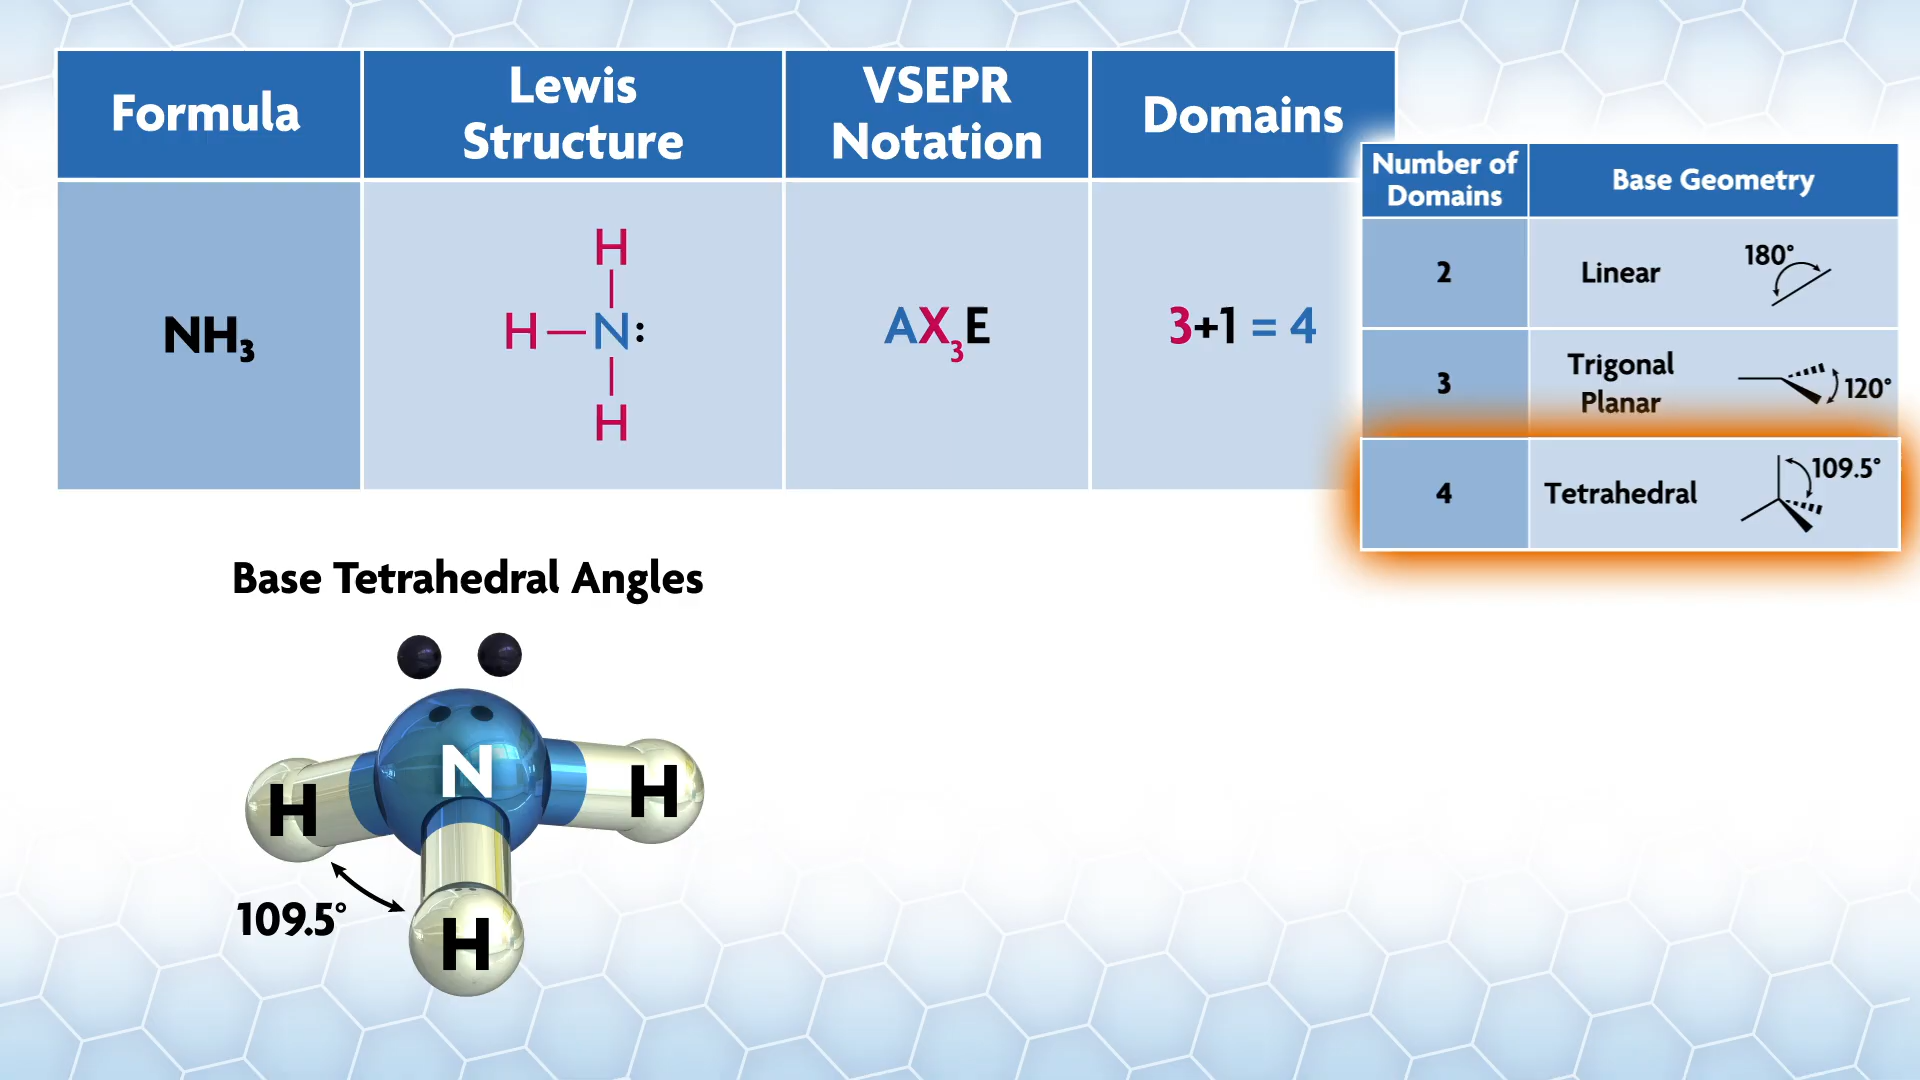 Formula
Lewis
Structure
VSEPR
Notation
Domains
NH₃
H
H—N:
H
AX₃E
3+1 = 4
Number of
Domains
Base Geometry
2
Linear
180°
3
Trigonal
Planar
120°
4
Tetrahedral
109.5°
Base Tetrahedral Angles
N
H
H
109.5°
H